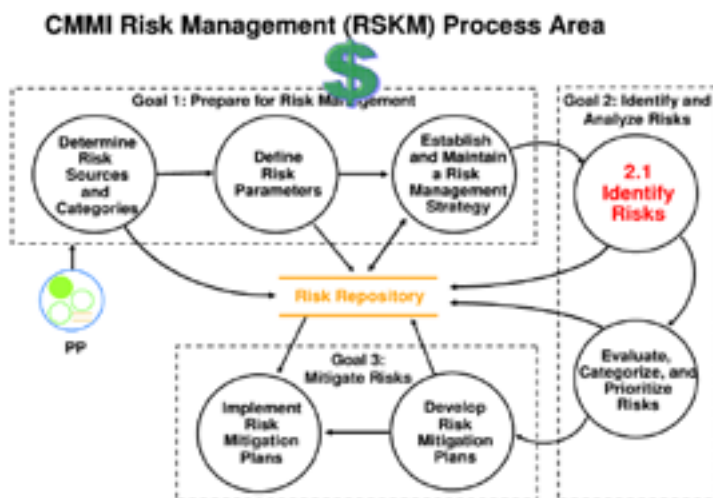 CMMI Risk Management (RSKM) Process Area
$
Goal 1: Prepare for Risk Management
Determine
Risk
Sources
and
Categories
Define
Risk
Parameters
Establish
and Maintain
a Risk
Management
Strategy
Goal 2: Identify and
Analyze Risks
2.1
Identify
Risks
Risk Repository
PP
Goal 3:
Mitigate Risks
Implement
Risk
Mitigation
Plans
Develop
Risk
Mitigation
Plans
Evaluate,
Categorize, and
Prioritize
Risks